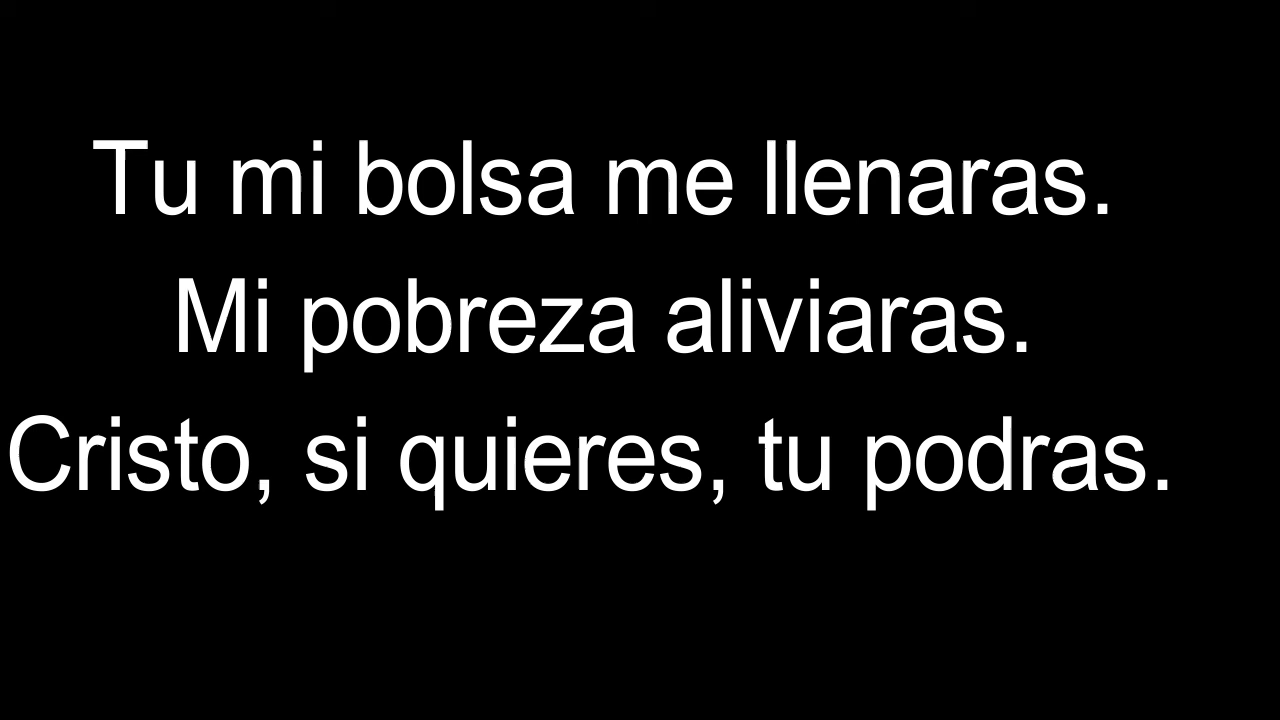 Tu mi bolsa me llenaras.
Mi pobreza aliviaras.
Cristo, si quieres, tu podras.